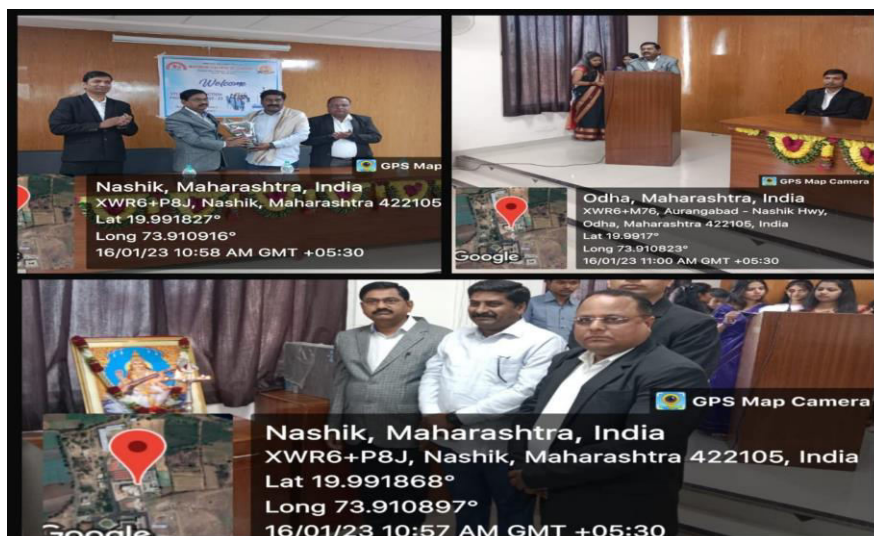 Welcome
GPS Map
Nashik, Maharashtra, India
XWR6+P8J, Nashik, Maharashtra 422105
Lat 19.991827°
Long 73.910916°
16/01/23 10:58 AM GMT +05:30
GPS Map Camera
Google
Odha, Maharashtra, India
XWR6+M76, Aurangabad - Nashik Hwy,
Odha, Maharashtra 422105, India
Lat 19.9917°
Long 73.910823°
16/01/23 11:00 AM GMT +05:30
GPS Map Camera
Google
Nashik, Maharashtra, India
XWR6+P8J, Nashik, Maharashtra 422105, India
Lat 19.991868°
Long 73.910897°
16/01/23 10:57 AM GMT +05:30